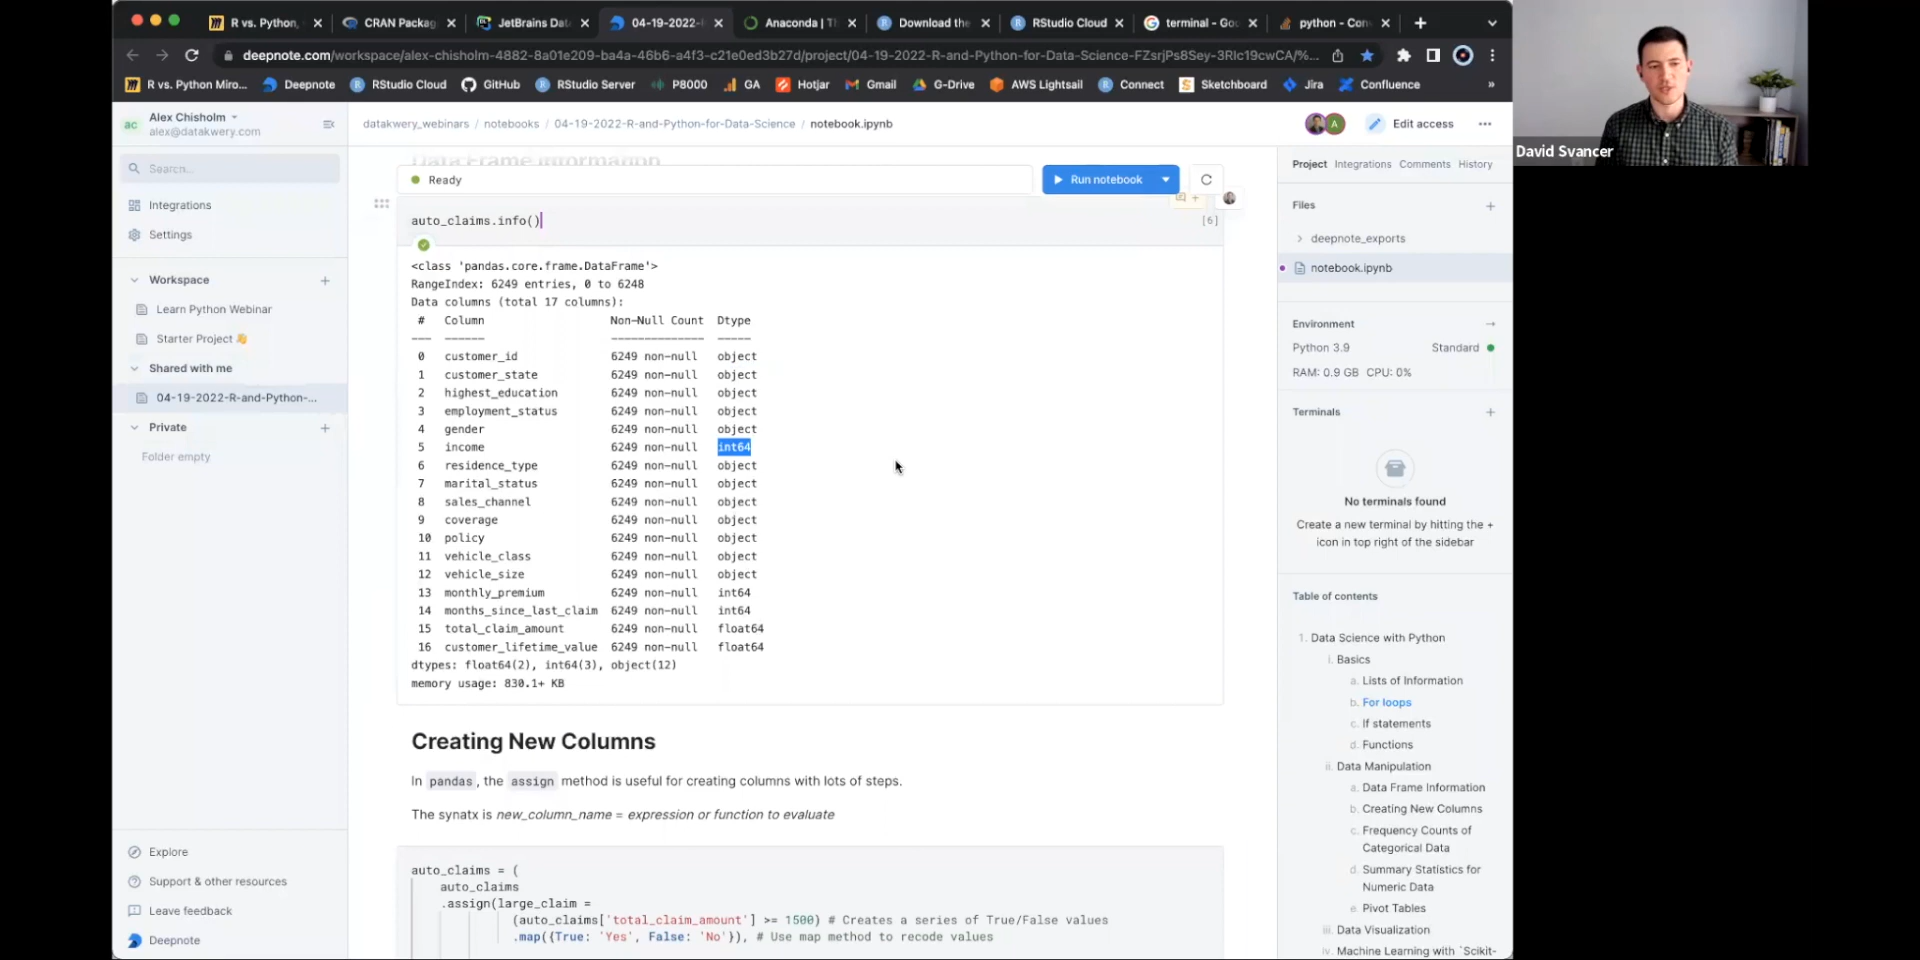 R vs. Python,
CRAN Packag
JetBrains Dat
04-19-2022-
Anaconda | Th
Download the
RStudio Cloud
terminal - Goo
python - Con
deepnote.com/workspace/alex-chisholm-4882-8a01e209-ba4a-46b6-a4f3-c21e0ed3b27d/project/04-19-2022-R-and-Python-for-Data-Science-FZsrjPs8Sey-3RIc19cwCA/%...
R vs. Python Miro...
Deepnote
RStudio Cloud
GitHub
RStudio Server
P8000
GA
Hotjar
Gmail
G-Drive
AWS Lightsail
Connect
Sketchboard
Jira
Confluence
»
David Svancer
ac
Alex Chisholm
alex@datakwery.com
Search...
Integrations
Settings
Workspace
Learn Python Webinar
Starter Project
Shared with me
04-19-2022-R-and-Python-...
Private
Folder empty
Explore
Support & other resources
Leave feedback
Deepnote
datakwery_webinars / notebooks / 04-19-2022-R-and-Python-for-Data-Science / notebook.ipynb
A
Edit access
Data Frame Information
Ready
Run notebook
auto_claims.info()
[6]
<class 'pandas.core.frame.DataFrame'>
RangeIndex: 6249 entries, 0 to 6248
Data columns (total 17 columns):
# Column Non-Null Count Dtype
--- ------ -------------- -----
0 customer_id 6249 non-null object
1 customer_state 6249 non-null object
2 highest_education 6249 non-null object
3 employment_status 6249 non-null object
4 gender 6249 non-null object
5 income 6249 non-null int64
6 residence_type 6249 non-null object
7 marital_status 6249 non-null object
8 sales_channel 6249 non-null object
9 coverage 6249 non-null object
10 policy 6249 non-null object
11 vehicle_class 6249 non-null object
12 vehicle_size 6249 non-null object
13 monthly_premium 6249 non-null int64
14 months_since_last_claim 6249 non-null int64
15 total_claim_amount 6249 non-null float64
16 customer_lifetime_value 6249 non-null float64
dtypes: float64(2), int64(3), object(12)
memory usage: 830.1+ KB
Creating New Columns
In pandas, the assign method is useful for creating columns with lots of steps.
The synatx is new_column_name = expression or function to evaluate
auto_claims = (
auto_claims
.assign(large_claim =
(auto_claims['total_claim_amount'] >= 1500) # Creates a series of True/False values
.map({True: 'Yes', False: 'No'}), # Use map method to recode values
Project
Integrations
Comments
History
Files
deepnote_exports
notebook.ipynb
Environment
Python 3.9
Standard
RAM: 0.9 GB CPU: 0%
Terminals
No terminals found
Create a new terminal by hitting the +
icon in top right of the sidebar
Table of contents
1. Data Science with Python
i. Basics
a. Lists of Information
b. For loops
c. If statements
d. Functions
ii. Data Manipulation
a. Data Frame Information
b. Creating New Columns
c. Frequency Counts of
Categorical Data
d. Summary Statistics for
Numeric Data
e. Pivot Tables
iii. Data Visualization
iv. Machine Learning with `Scikit-